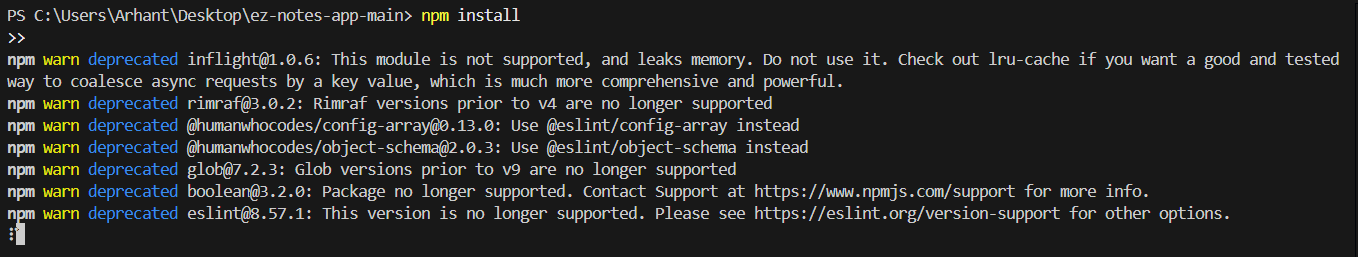 PS C:\Users\Arhant\Desktop\ez-notes-app-main> npm install
>>
npm warn deprecated inflight@1.0.6: This module is not supported, and leaks memory. Do not use it. Check out lru-cache if you want a good and tested
way to coalesce async requests by a key value, which is much more comprehensive and powerful.
npm warn deprecated rimraf@3.0.2: Rimraf versions prior to v4 are no longer supported
npm warn deprecated @humanwhocodes/config-array@0.13.0: Use @eslint/config-array instead
npm warn deprecated @humanwhocodes/object-schema@2.0.3: Use @eslint/object-schema instead
npm warn deprecated glob@7.2.3: Glob versions prior to v9 are no longer supported
npm warn deprecated boolean@3.2.0: Package no longer supported. Contact Support at https://www.npmjs.com/support for more info.
npm warn deprecated eslint@8.57.1: This version is no longer supported. Please see https://eslint.org/version-support for other options.